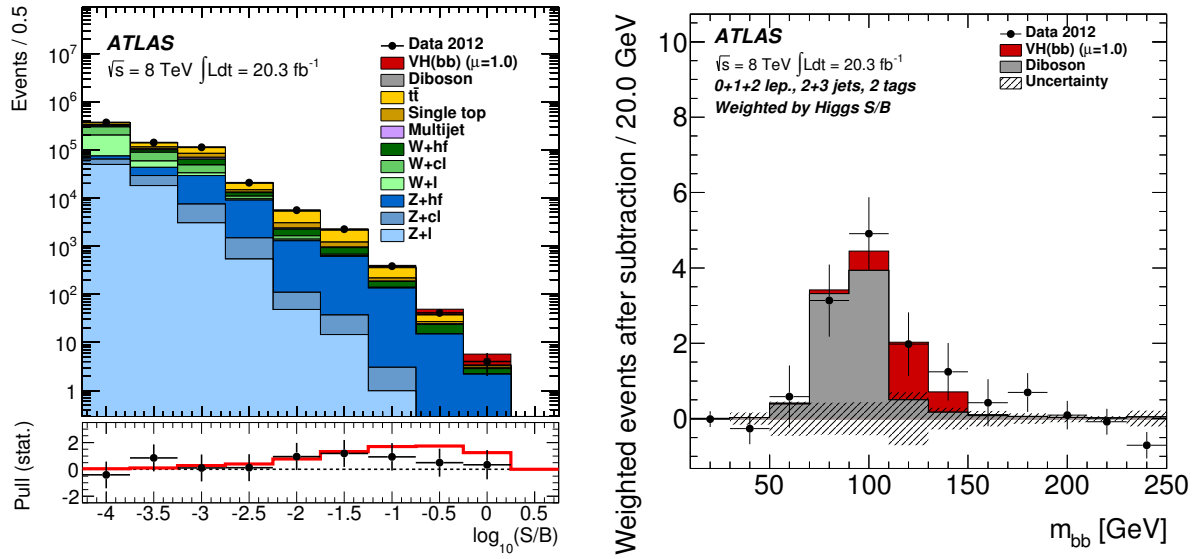 Events / 0.5
10⁷
10⁶
10⁵
10⁴
10³
10²
10
1
ATLAS
√s = 8 TeV ∫Ldt = 20.3 fb⁻¹
Data 2012
VH(bb) (μ=1.0)
Diboson
tt̄
Single top
Multijet
W+hf
W+cl
W+l
Z+hf
Z+cl
Z+l
Pull (stat.)
2
0
-2
-4 -3.5 -3 -2.5 -2 -1.5 -1 -0.5 0 0.5
log₁₀(S/B)
Weighted events after subtraction / 20.0 GeV
10
8
6
4
2
0
ATLAS
√s = 8 TeV ∫Ldt = 20.3 fb⁻¹
0+1+2 lep., 2+3 jets, 2 tags
Weighted by Higgs S/B
Data 2012
VH(bb) (μ=1.0)
Diboson
Uncertainty
50 100 150 200 250
m_bb [GeV]